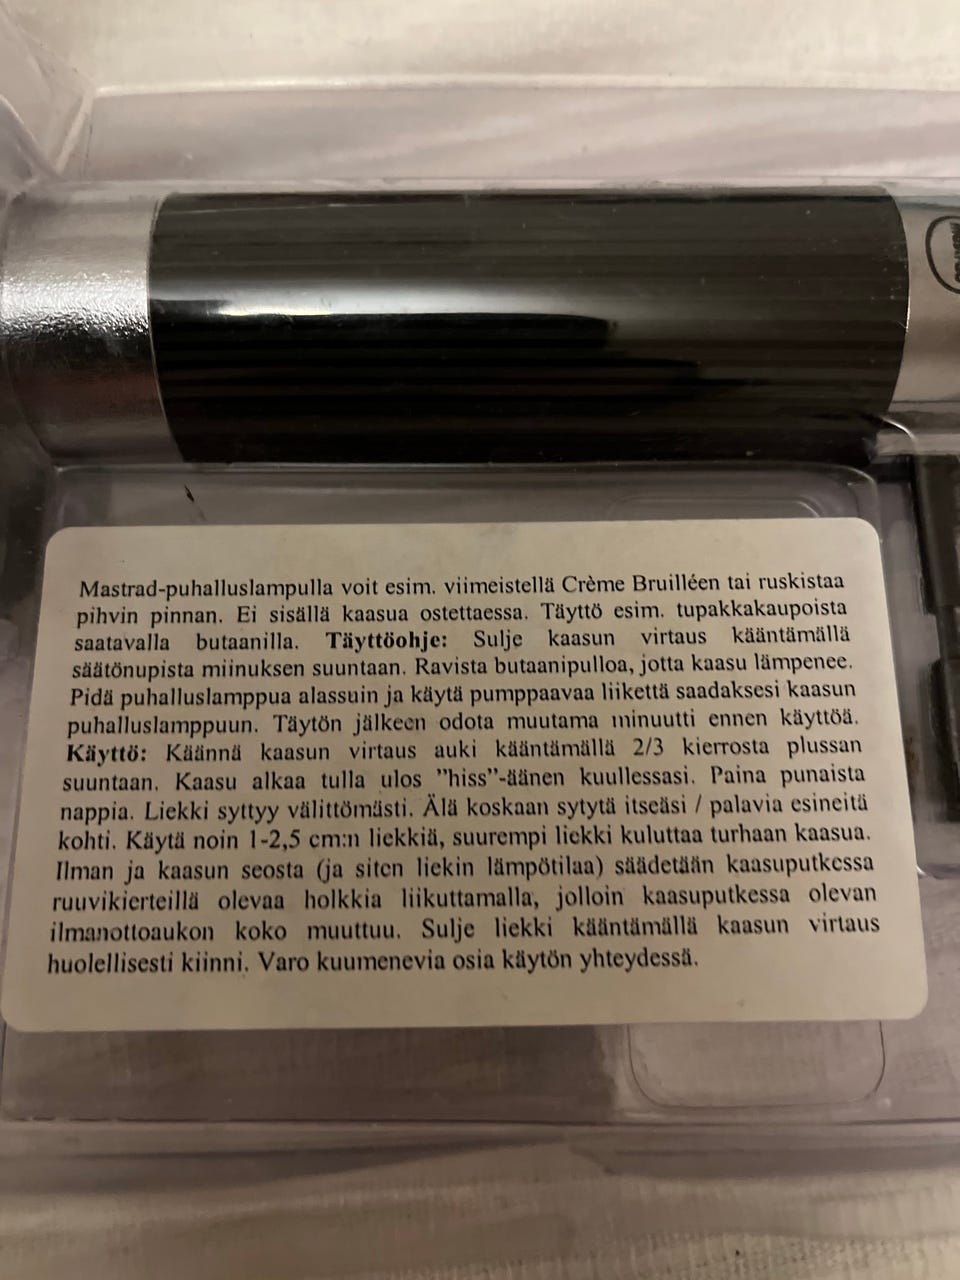 Mastrad-puhalluslampulla voit esim. viimeistellä Crème Bruilléen tai ruskistaa
pihvin pinnan. Ei sisällä kaasua ostettaessa. Täyttö esim. tupakkakaupoista
saatavalla butaanilla. Täyttöohje: Sulje kaasun virtaus kääntämällä
säätönupista miinuksen suuntaan. Ravista butaanipulloa, jotta kaasu lämpenee.
Pidä puhalluslamppua alassuin ja käytä pumppaavaa liikettä saadaksesi kaasun
puhalluslamppuun. Täytön jälkeen odota muutama minuutti ennen käyttöä.
Käyttö: Käännä kaasun virtaus auki kääntämällä 2/3 kierrosta plussan
suuntaan. Kaasu alkaa tulla ulos ”hiss”-äänen kuullessasi. Paina punaista
nappia. Liekki syttyy välittömästi. Älä koskaan sytytä itseäsi / palavia esineitä
kohti. Käytä noin 1-2,5 cm:n liekkiä, suurempi liekki kuluttaa turhaan kaasua.
Ilman ja kaasun seosta (ja siten liekin lämpötilaa) säädetään kaasuputkessa
ruuvikierteillä olevaa holkkia liikuttamalla, jolloin kaasuputkessa olevan
ilmanottoaukon koko muuttuu. Sulje liekki kääntämällä kaasun virtaus
huolellisesti kiinni. Varo kuumenevia osia käytön yhteydessä.